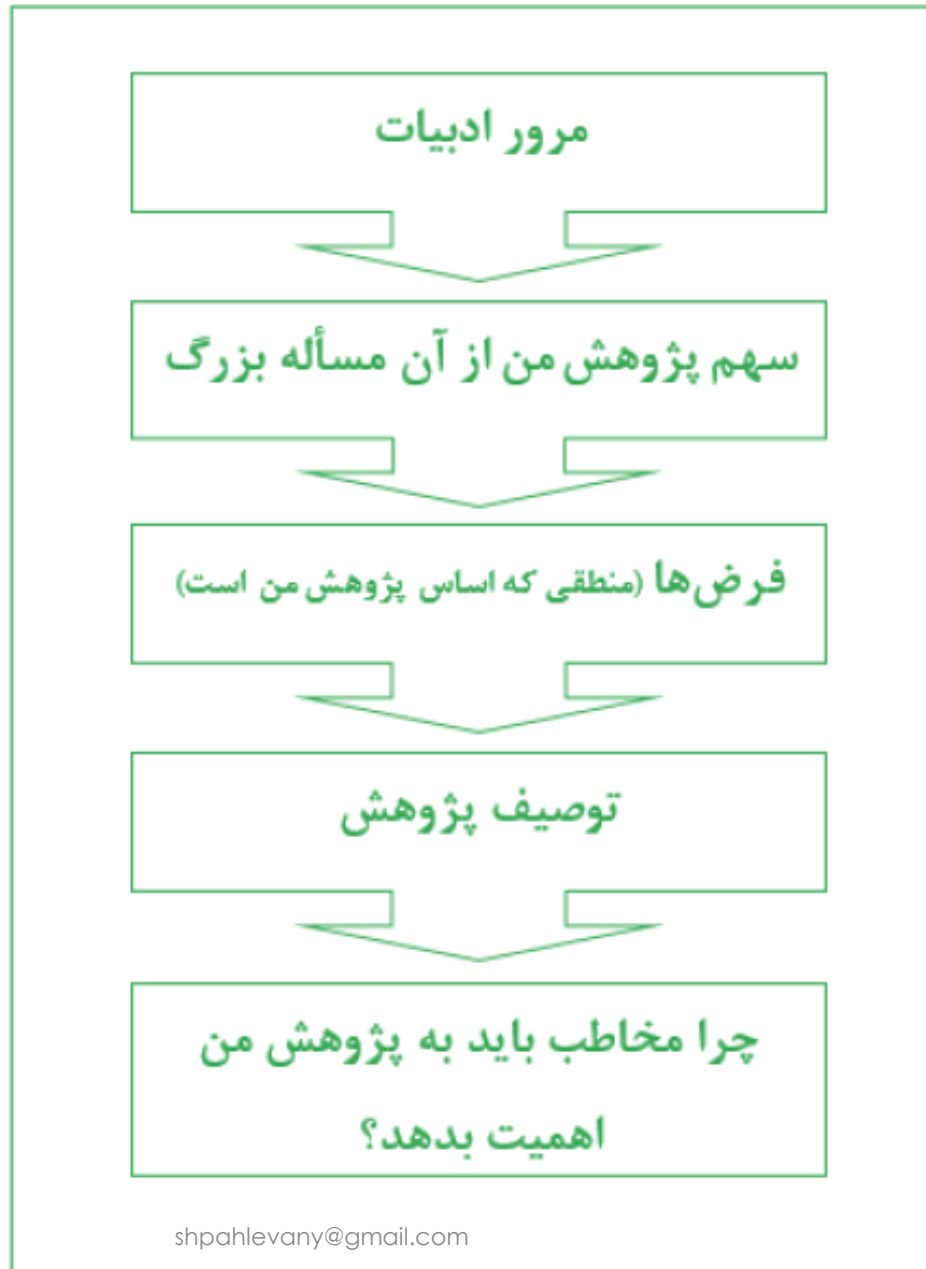 مرور ادبیات
سهم پژوهش من از آن مسأله بزرگ
فرض‌ها (منطقی که اساس پژوهش من است)
توصیف پژوهش
چرا مخاطب باید به پژوهش من
اهمیت بدهد؟
shpahlevany@gmail.com